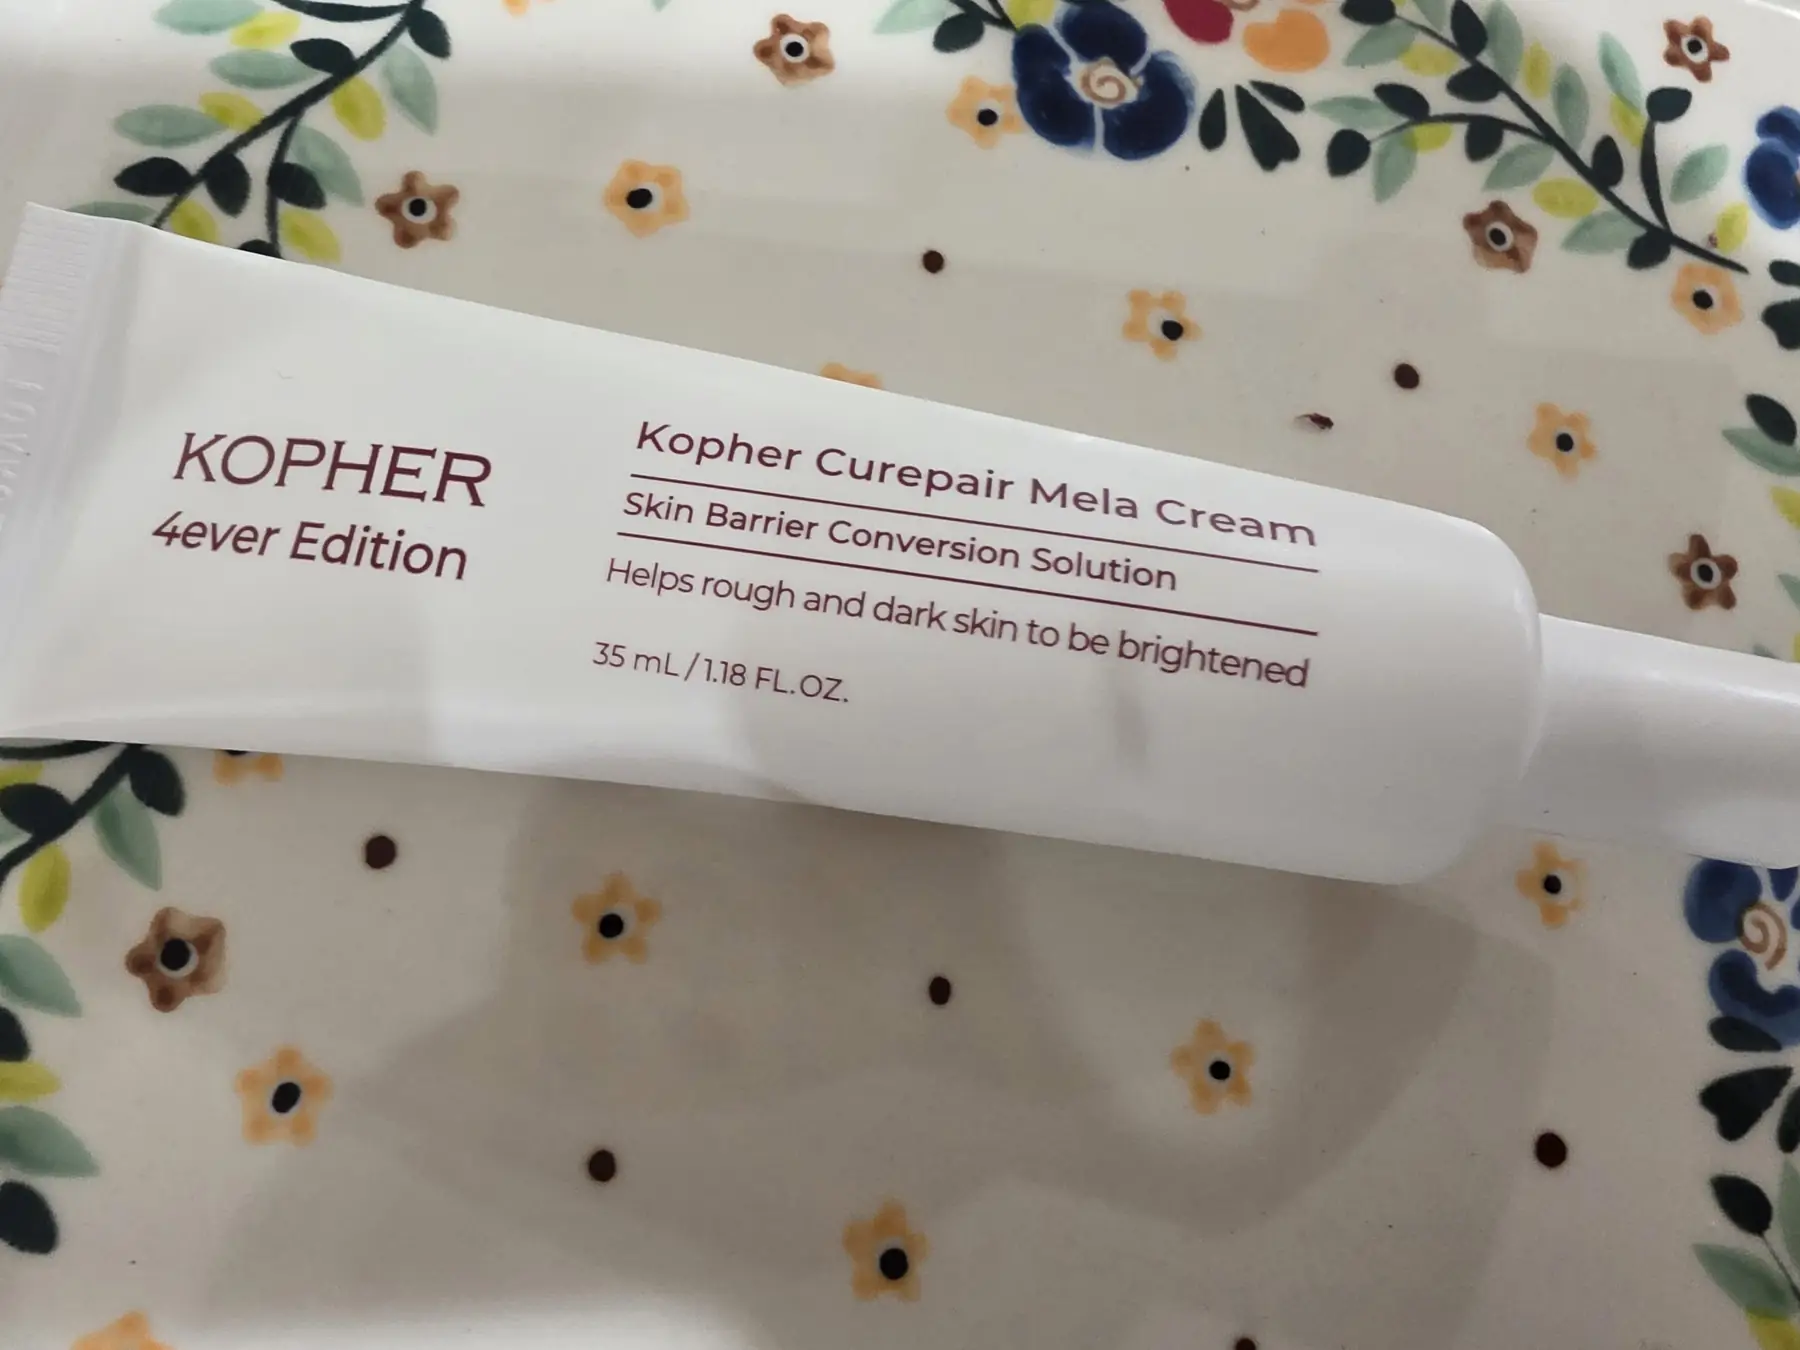 KOPHER
4ever Edition
Kopher Curepair Mela Cream
Skin Barrier Conversion Solution
Helps rough and dark skin to be brightened
35 mL / 1.18 FL.OZ.